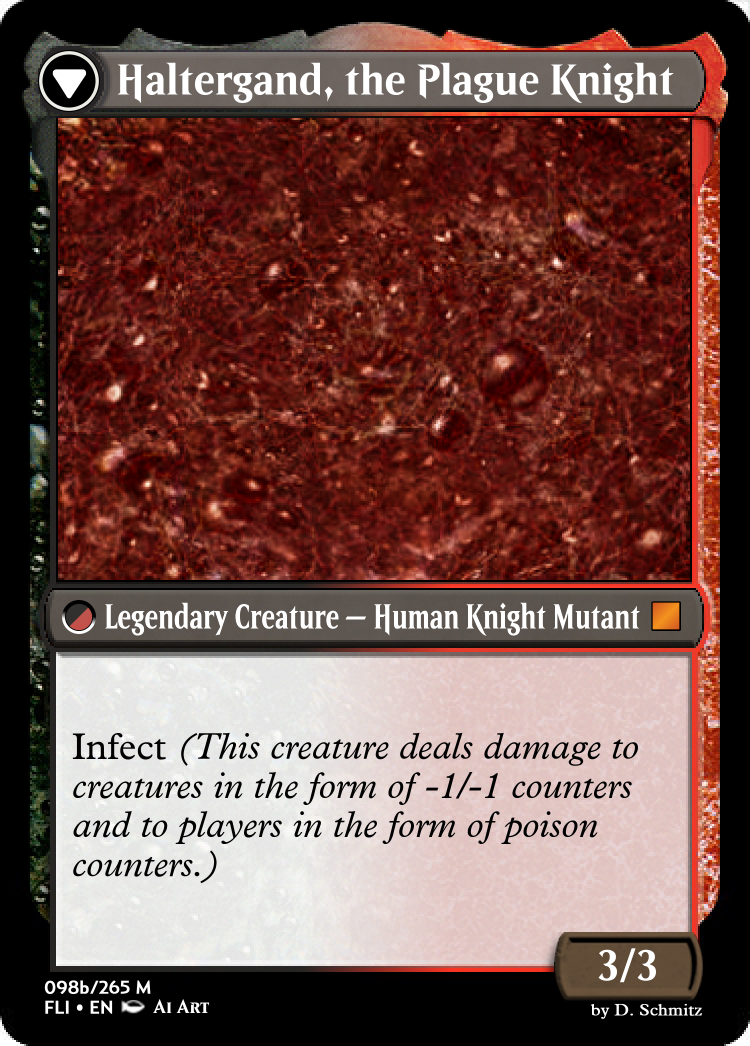 Haltergand, the Plague Knight
Legendary Creature — Human Knight Mutant
Infect (This creature deals damage to
creatures in the form of -1/-1 counters
and to players in the form of poison
counters.)
3/3
098b/265 M
FLI • EN AI ART
by D. Schmitz